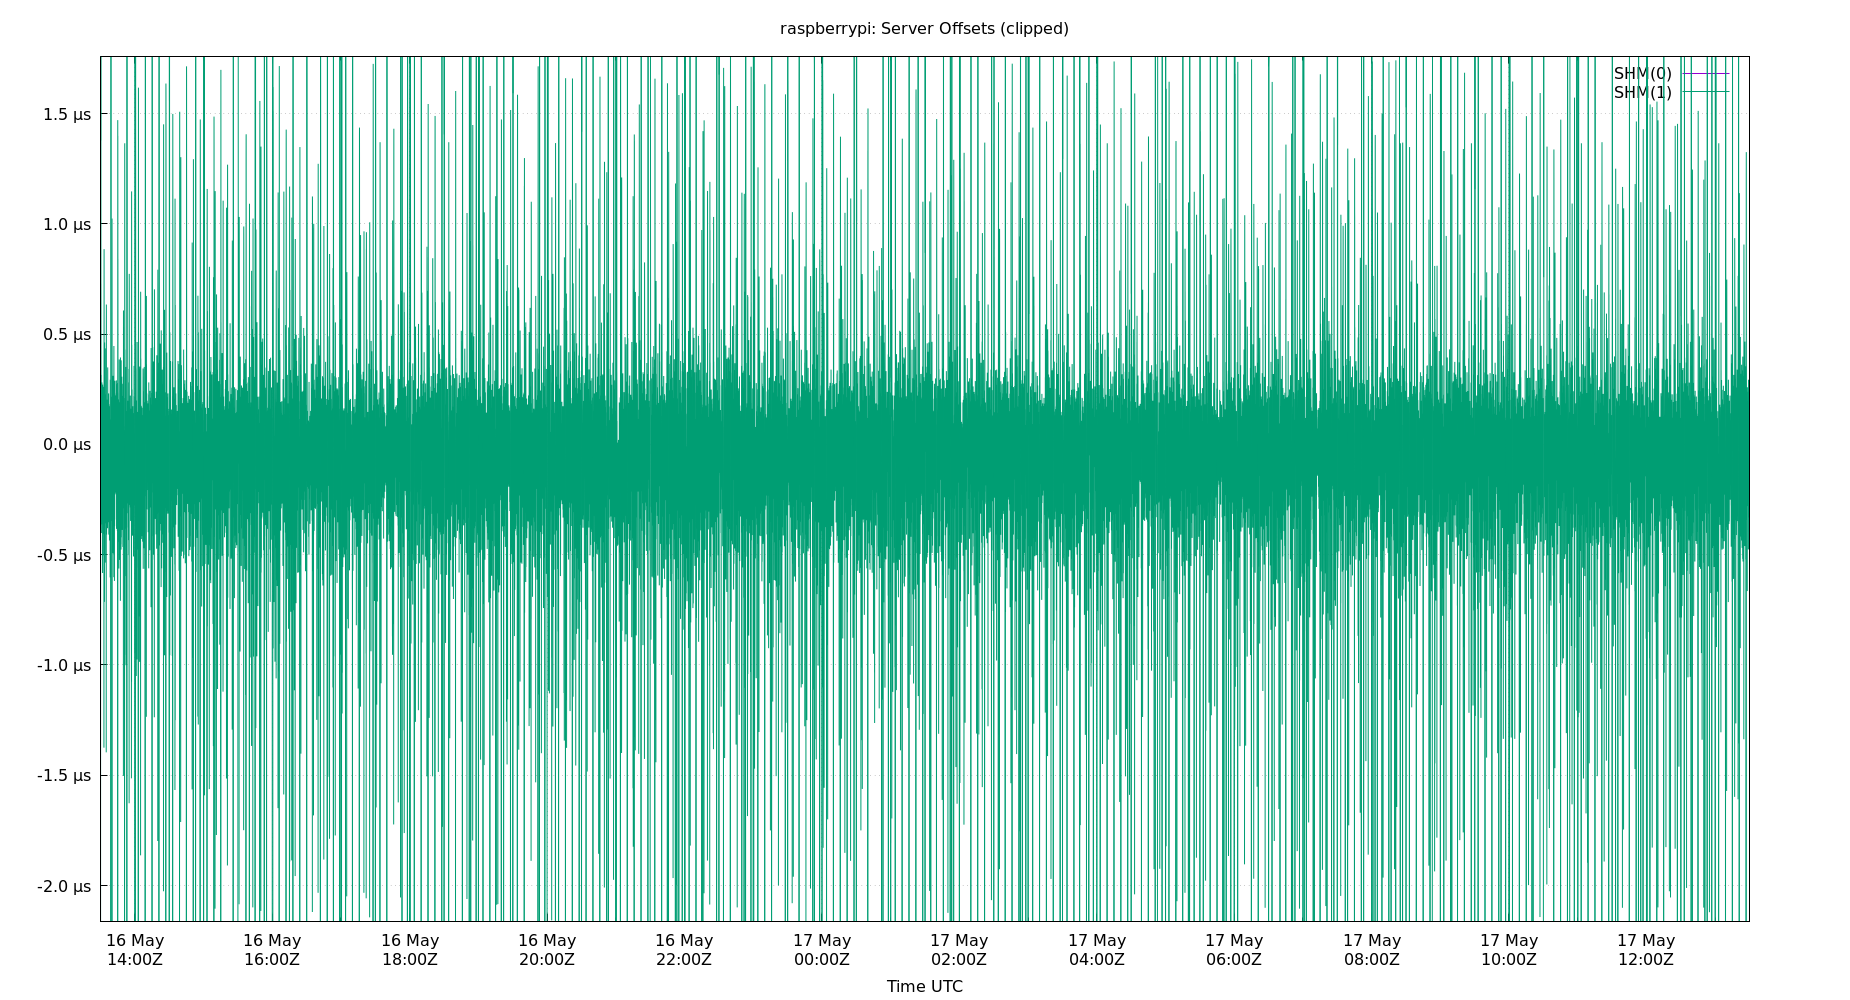 raspberrypi: Server Offsets (clipped)
SHM(0)
SHM(1)
1.5 µs
1.0 µs
0.5 µs
0.0 µs
-0.5 µs
-1.0 µs
-1.5 µs
-2.0 µs
16 May 16 May 16 May 16 May 16 May 17 May 17 May 17 May 17 May 17 May 17 May 17 May
14:00Z 16:00Z 18:00Z 20:00Z 22:00Z 00:00Z 02:00Z 04:00Z 06:00Z 08:00Z 10:00Z 12:00Z
Time UTC